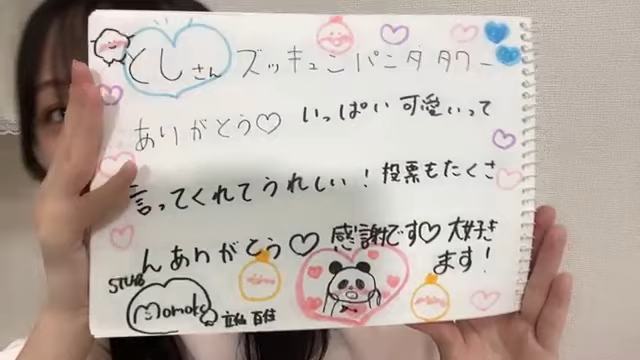 としさん ズッキュンパンダタワー
ありがとう♡ いっぱい可愛いって
言ってくれてうれしい！投票もたくさ
んありがとう♡ 感謝です♡ 大好き
ます！
STU48
Momoka